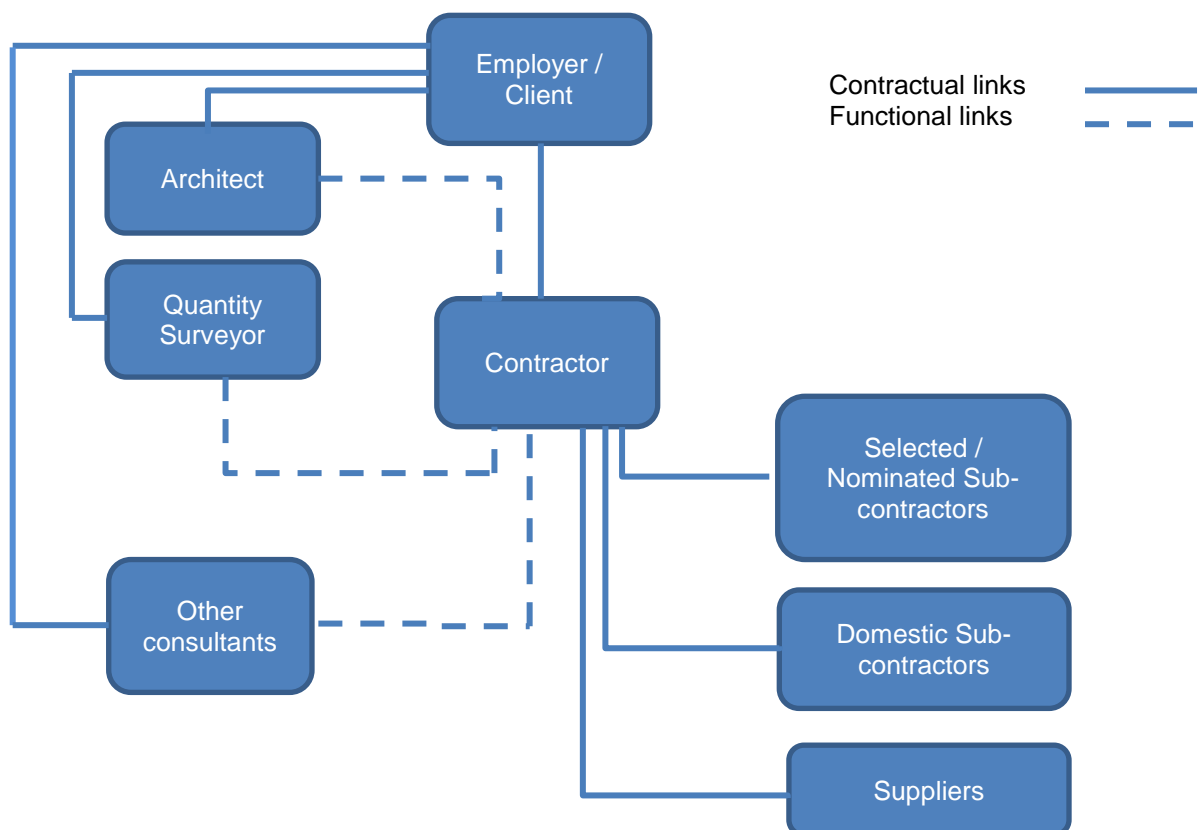 Employer /
Client
Contractual links
Functional links
Architect
Quantity
Surveyor
Contractor
Selected /
Nominated Sub-
contractors
Other
consultants
Domestic Sub-
contractors
Suppliers